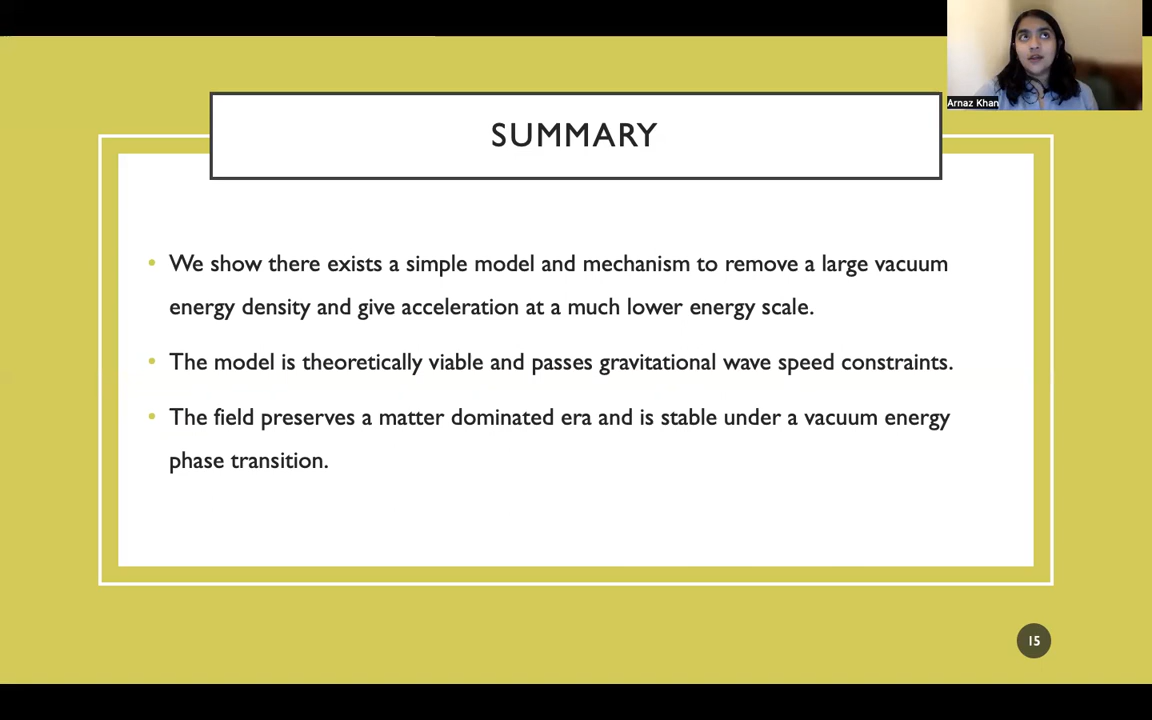 Arnaz Khan
SUMMARY
• We show there exists a simple model and mechanism to remove a large vacuum
energy density and give acceleration at a much lower energy scale.
• The model is theoretically viable and passes gravitational wave speed constraints.
• The field preserves a matter dominated era and is stable under a vacuum energy
phase transition.
15